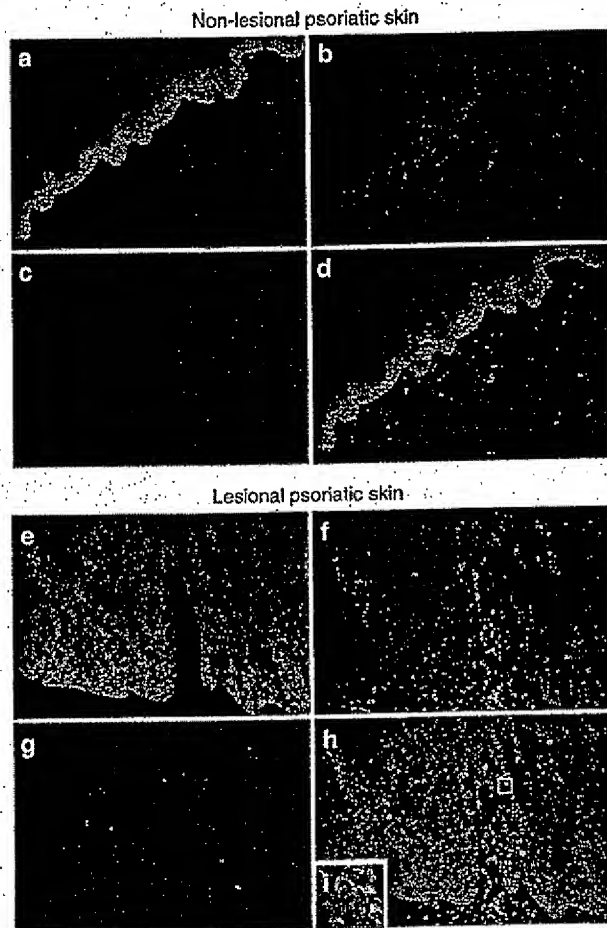 Non-lesional psoriatic skin
a
b
c
d
Lesional psoriatic skin
e
f
g
h
i